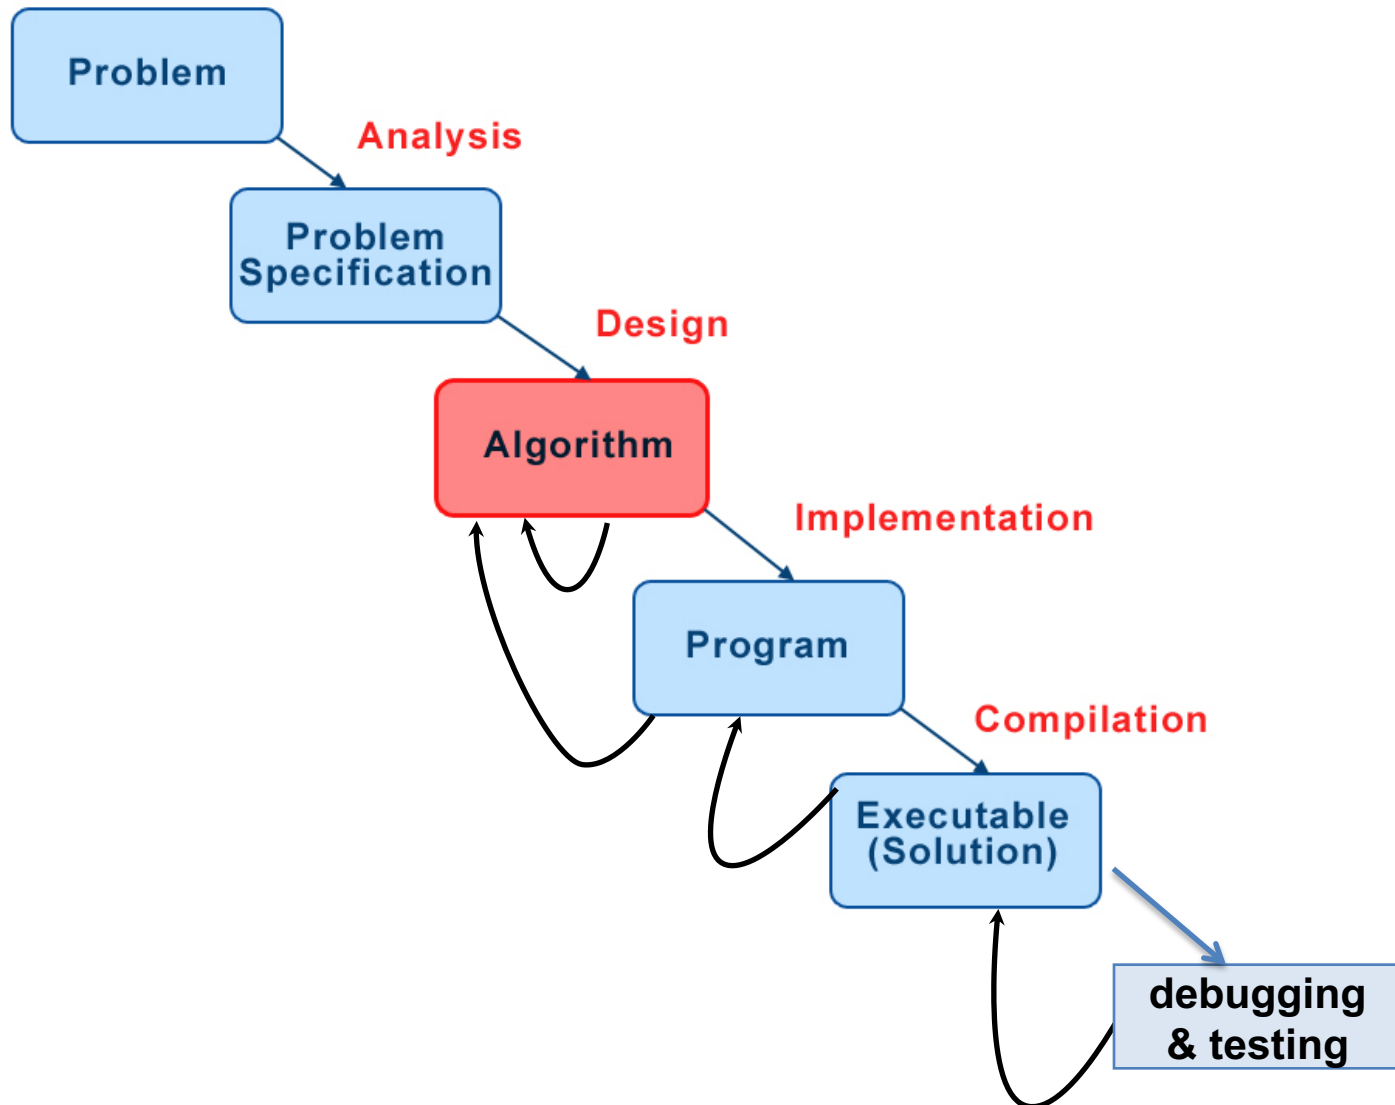 Problem
Analysis
Problem
Specification
Design
Algorithm
Implementation
Program
Compilation
Executable
(Solution)
debugging
& testing